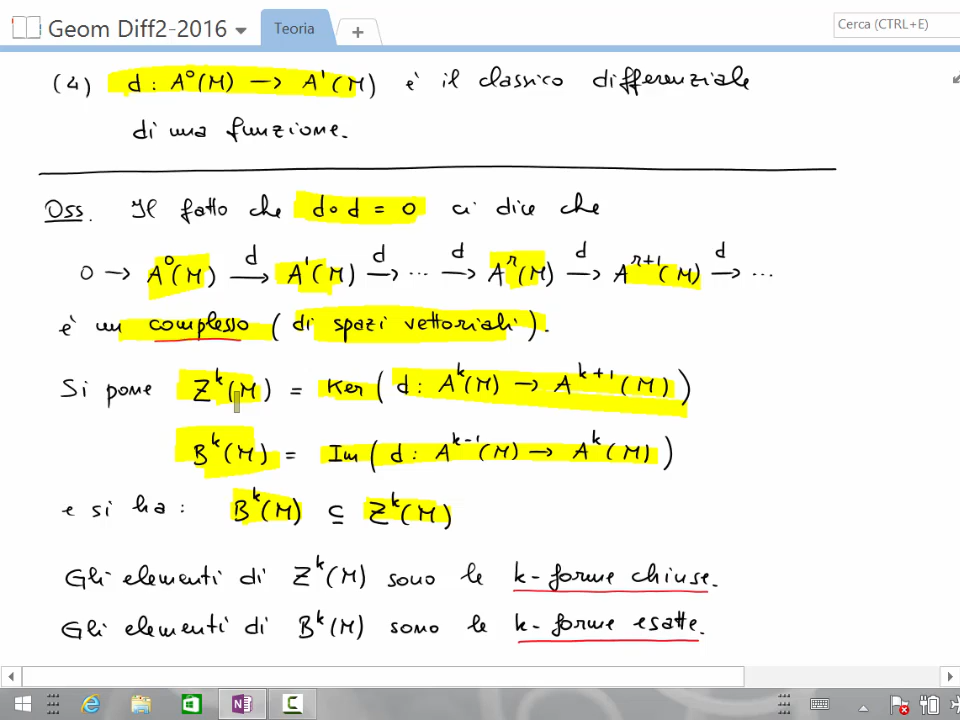 Geom Diff2-2016 Teoria + Cerca (CTRL+E)
(4) d : A⁰(M) → A¹(M) è il classico differenziale
di una funzione.
Oss. Il fatto che d∘d = 0 ci dice che
0 → A⁰(M) →ᵈ A¹(M) →ᵈ ... →ᵈ Aʳ(M) →ᵈ Aʳ⁺¹(M) →ᵈ ...
è un complesso (di spazi vettoriali).
Si pone Zᵏ(M) = Ker(d : Aᵏ(M) → Aᵏ⁺¹(M))
Bᵏ(M) = Im(d : Aᵏ⁻¹(M) → Aᵏ(M))
e si ha : Bᵏ(M) ⊆ Zᵏ(M)
Gli elementi di Zᵏ(M) sono le k-forme chiuse.
Gli elementi di Bᵏ(M) sono le k-forme esatte.